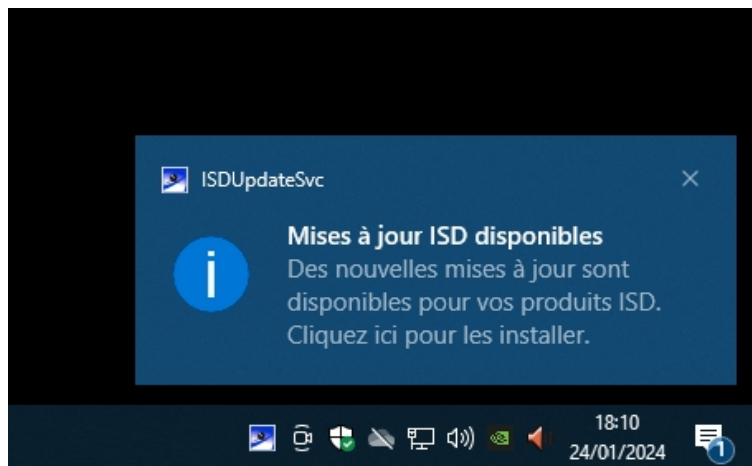 ISDUpdateSvc
Mises à jour ISD disponibles
Des nouvelles mises à jour sont
disponibles pour vos produits ISD.
Cliquez ici pour les installer.
18:10
24/01/2024
1